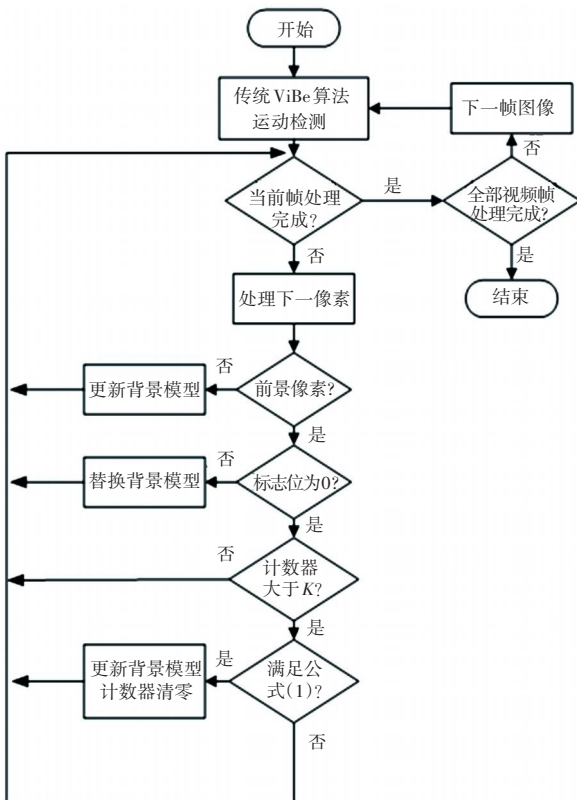 开始
传统ViBe算法
运动检测
下一帧图像
否
当前帧处理
完成?
是
全部视频帧
处理完成?
否
是
处理下一像素
结束
否
前景像素?
更新背景模型
是
否
标志位为0?
替换背景模型
是
否
计数器
大于K?
是
更新背景模型
计数器清零
是
满足公
式(1)?
否